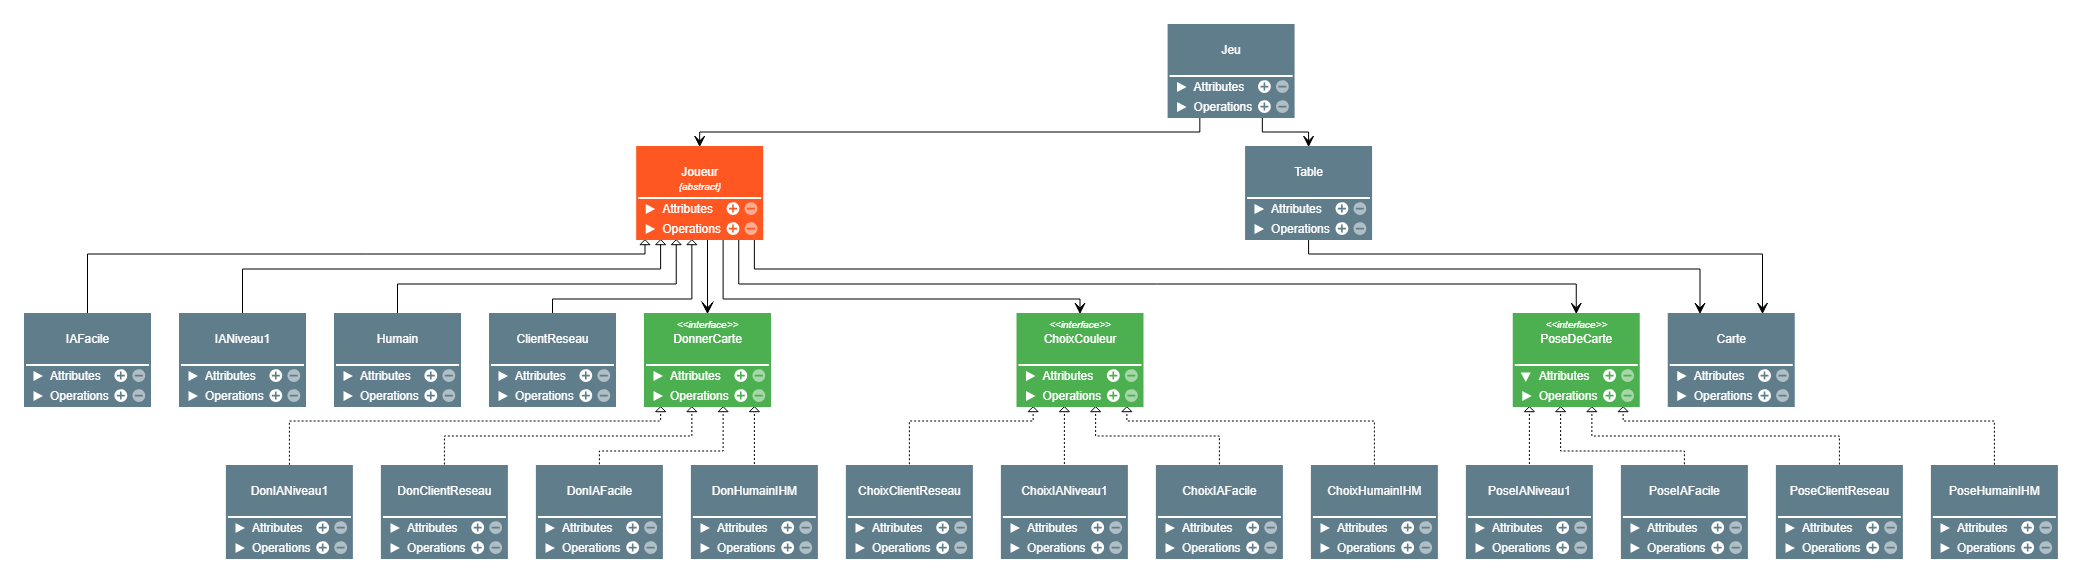 Jeu
Attributes
Operations
Joueur
{abstract}
Attributes
Operations
Table
Attributes
Operations
IAFacile
Attributes
Operations
IANiveau1
Attributes
Operations
Humain
Attributes
Operations
ClientReseau
Attributes
Operations
<<interface>>
DonnerCarte
Attributes
Operations
<<interface>>
ChoixCouleur
Attributes
Operations
<<interface>>
PoseDeCarte
Attributes
Operations
Carte
Attributes
Operations
DonIANiveau1
Attributes
Operations
DonClientReseau
Attributes
Operations
DonIAFacile
Attributes
Operations
DonHumainIHM
Attributes
Operations
ChoixClientReseau
Attributes
Operations
ChoixIANiveau1
Attributes
Operations
ChoixIAFacile
Attributes
Operations
ChoixHumainIHM
Attributes
Operations
PoseIANiveau1
Attributes
Operations
PoseIAFacile
Attributes
Operations
PoseClientReseau
Attributes
Operations
PoseHumainIHM
Attributes
Operations